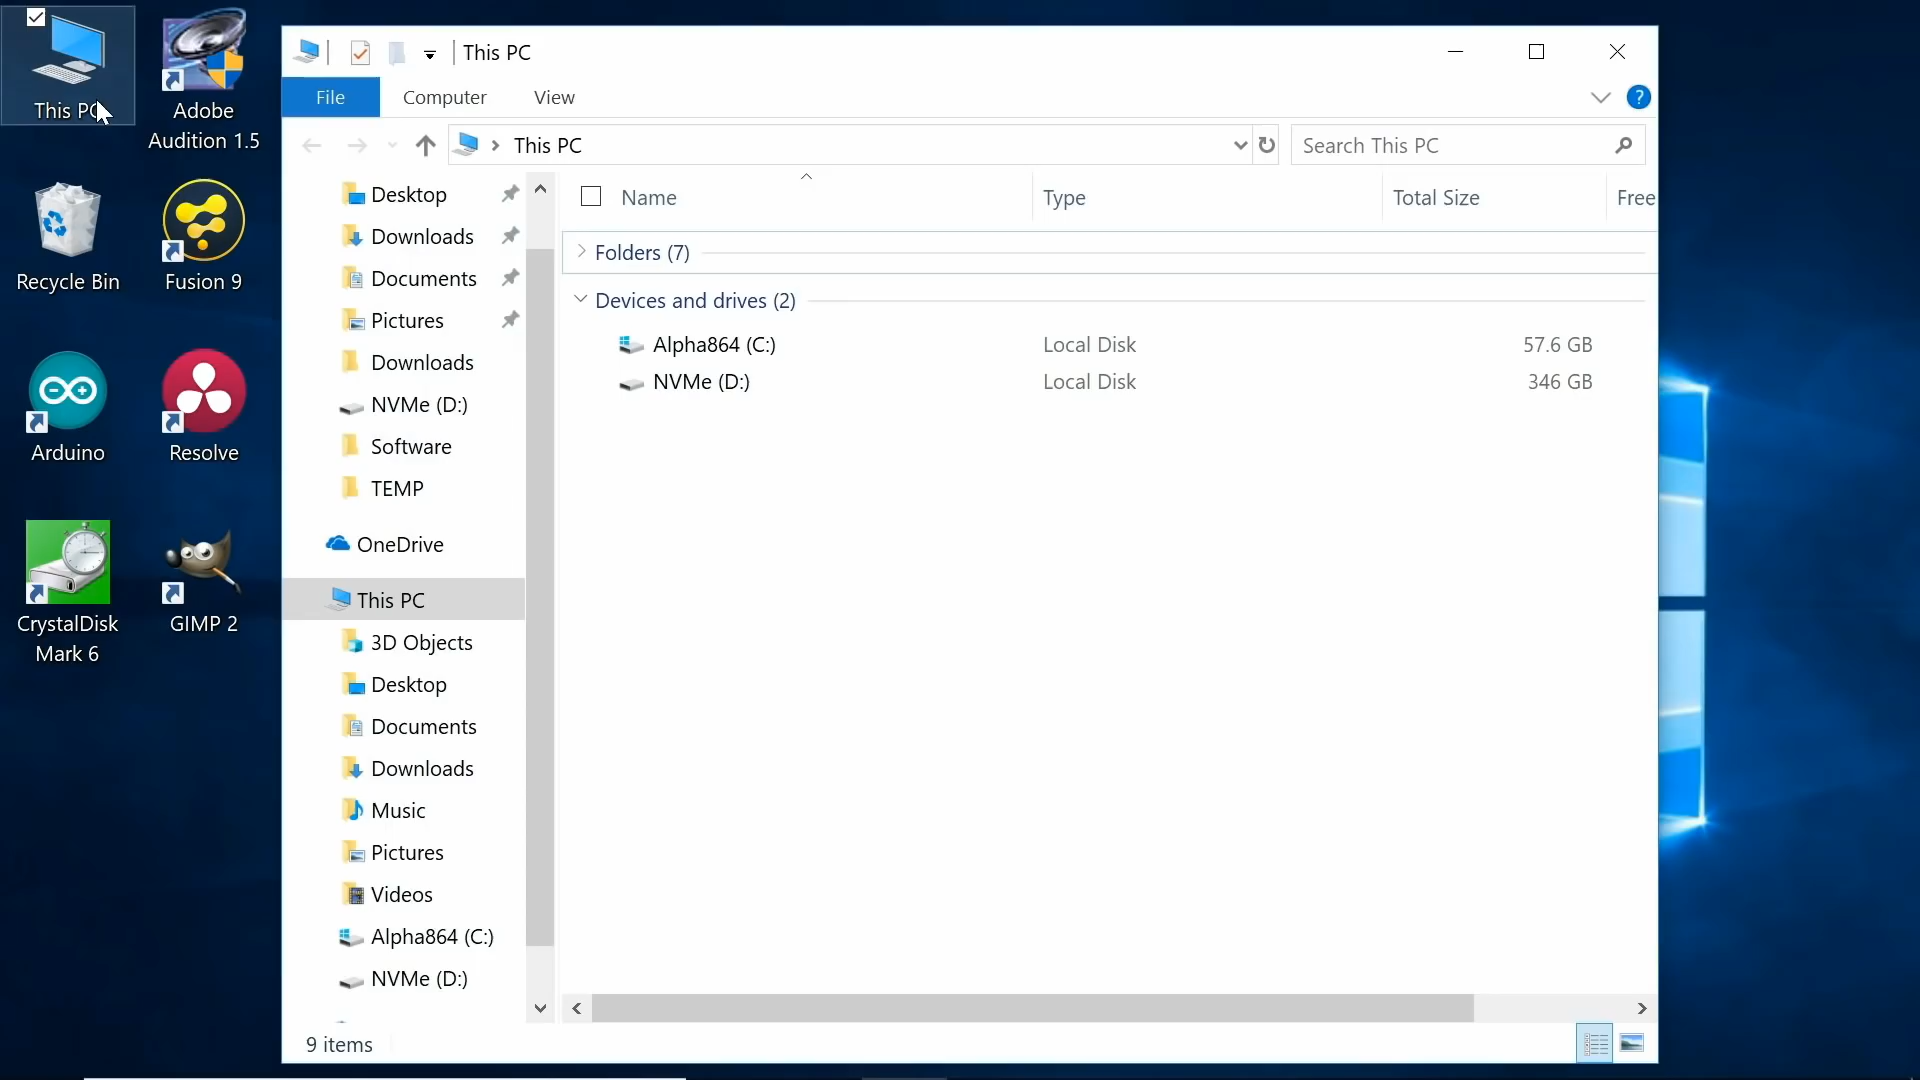 This PC
Adobe
Audition 1.5
Recycle Bin
Fusion 9
Arduino
Resolve
CrystalDisk
Mark 6
GIMP 2
This PC
File
Computer
View
?
This PC
Search This PC
Desktop
Downloads
Documents
Pictures
Downloads
NVMe (D:)
Software
TEMP
OneDrive
This PC
3D Objects
Desktop
Documents
Downloads
Music
Pictures
Videos
Alpha864 (C:)
NVMe (D:)
Name Type Total Size Free
Folders (7)
Devices and drives (2)
Alpha864 (C:) Local Disk 57.6 GB
NVMe (D:) Local Disk 346 GB
9 items